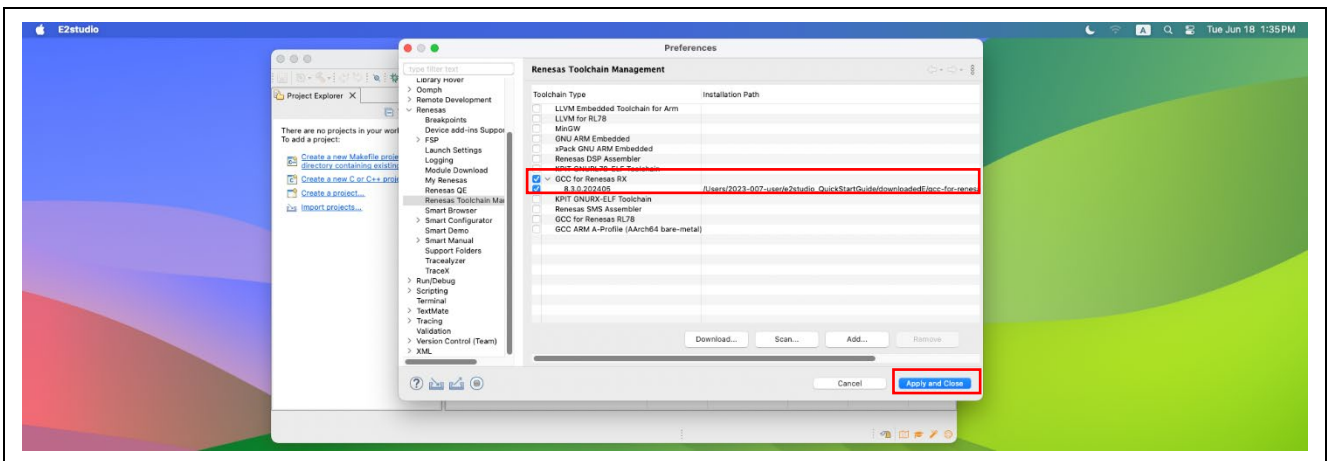 E2studio
A
Tue Jun 18 1:35PM
Preferences
type filter text
Library Hover
Oomph
Remote Development
Renesas
Breakpoints
Device add-ins Suppor
FSP
Launch Settings
Logging
Module Download
My Renesas
Renesas QE
Renesas Toolchain Ma
Smart Browser
Smart Configurator
Smart Demo
Smart Manual
Support Folders
Tracealyzer
TraceX
Run/Debug
Scripting
Terminal
TextMate
Tracing
Validation
Version Control (Team)
XML
Project Explorer
There are no projects in your work
To add a project:
Create a new Makefile proje
directory containing existing
Create a new C or C++ proje
Create a project...
Import projects...
Renesas Toolchain Management
Toolchain Type Installation Path
LLVM Embedded Toolchain for Arm
LLVM for RL78
MinGW
GNU ARM Embedded
xPack GNU ARM Embedded
Renesas DSP Assembler
KPIT GNURL78-ELF Toolchain
GCC for Renesas RX
8.3.0.202405 /Users/2023-007-user/e2studio_QuickStartGuide/downloadedE/gcc-for-renesa
KPIT GNURX-ELF Toolchain
Renesas SMS Assembler
GCC for Renesas RL78
GCC ARM A-Profile (AArch64 bare-metal)
Download... Scan... Add... Remove
Cancel Apply and Close